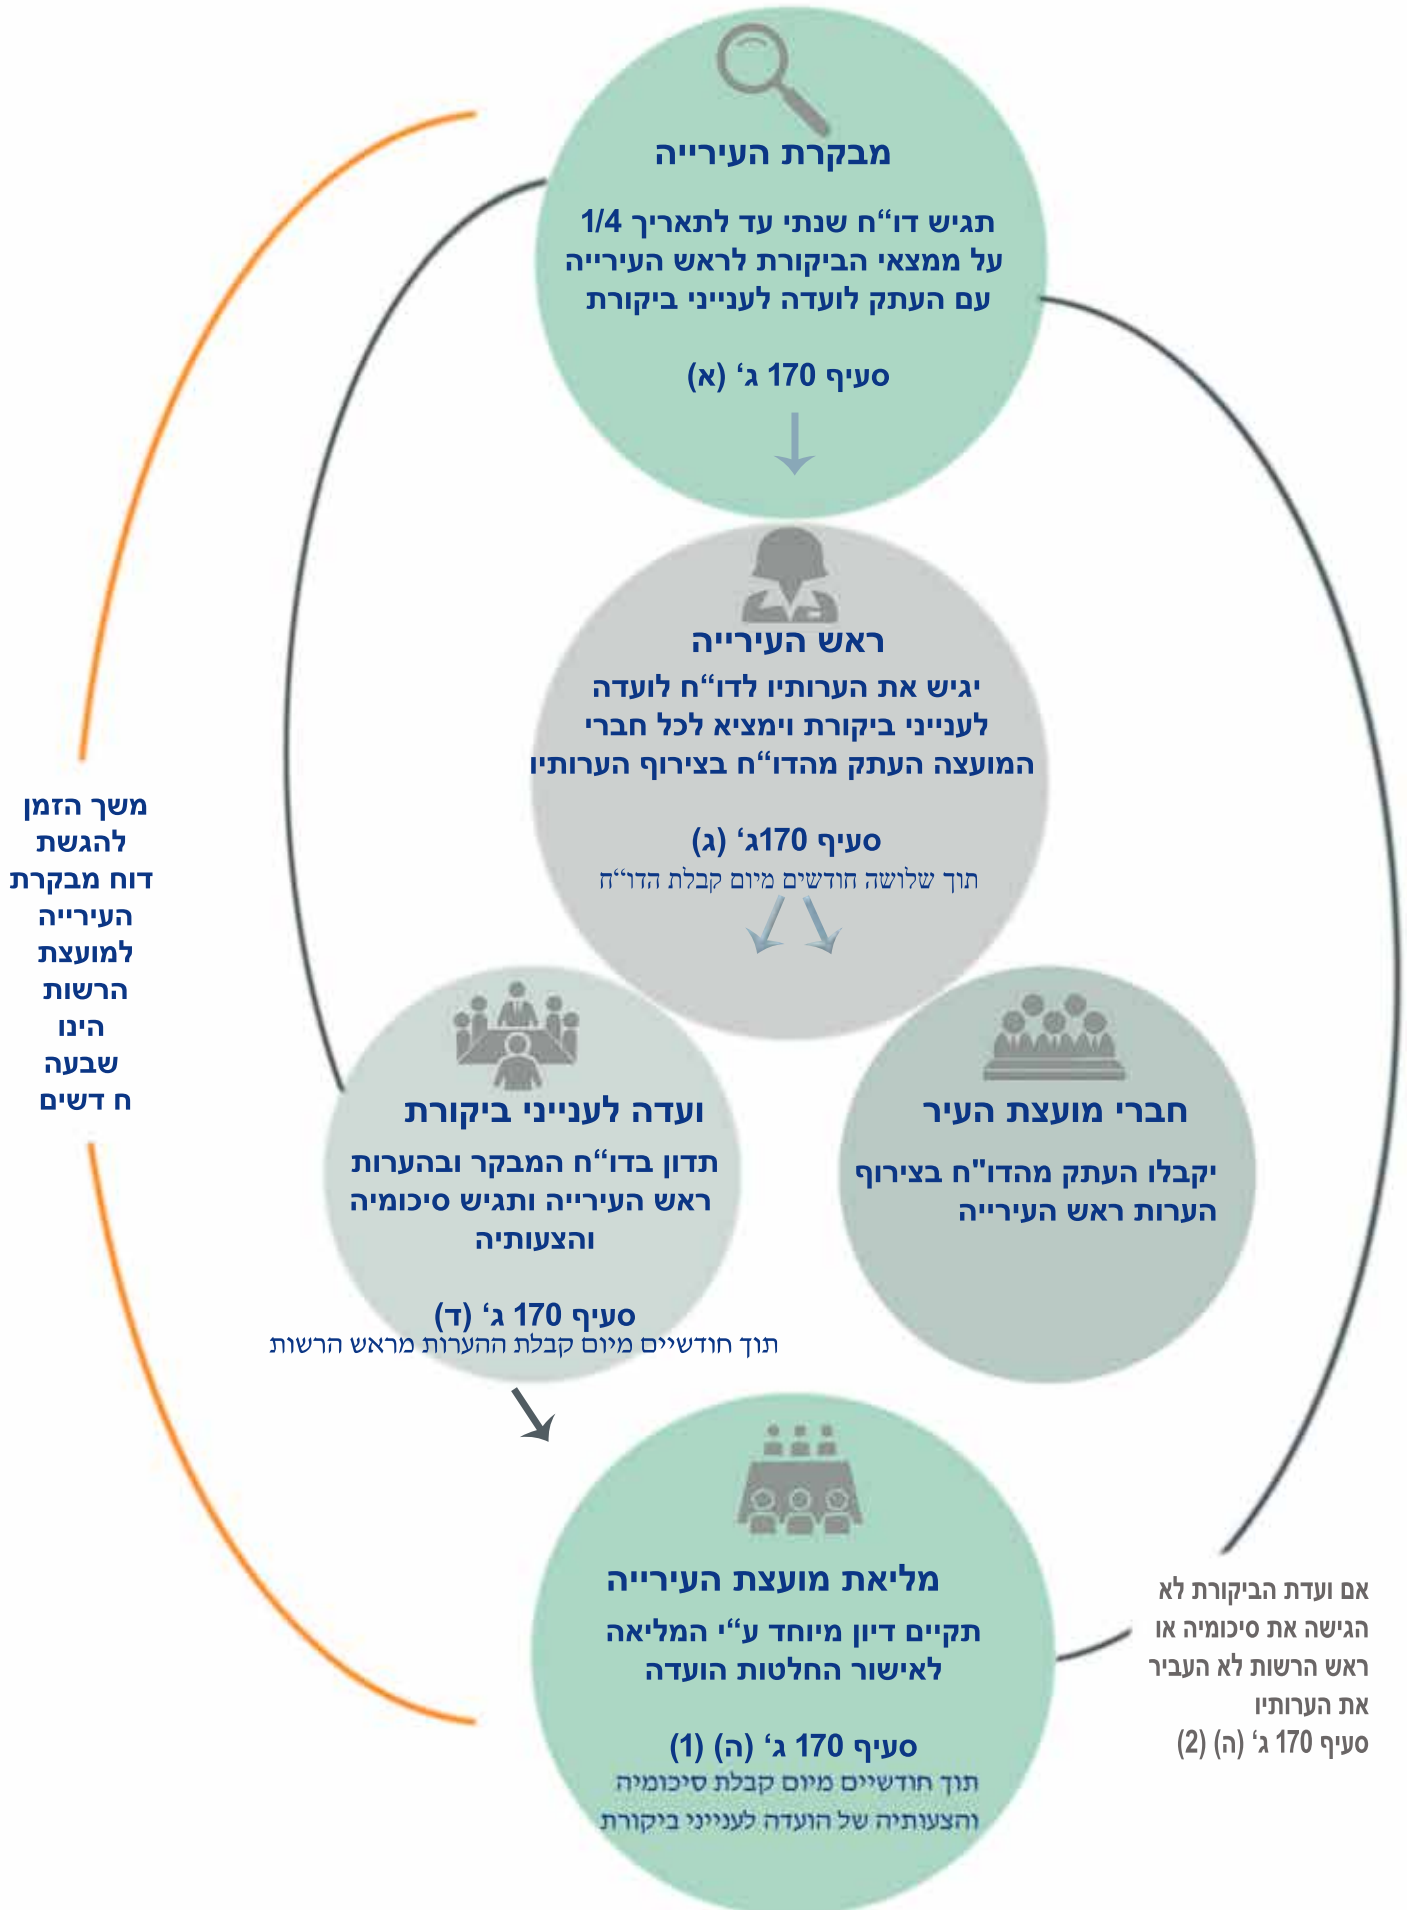 מבקרת העירייה
תגיש דו“ח שנתי עד לתאריך 1/4
על ממצאי הביקורת לראש העירייה
עם העתק לועדה לענייני ביקורת
סעיף 170 ג‘ (א)
ראש העירייה
יגיש את הערותיו לדו“ח לועדה
לענייני ביקורת וימציא לכל חברי
המועצה העתק מהדו“ח בצירוף הערותיו
סעיף 170ג‘ (ג)
תוך שלושה חודשים מיום קבלת הדו“ח
משך הזמן
להגשת
דוח מבקרת
העירייה
למועצת
הרשות
הינו
שבעה
ח דשים
חברי מועצת העיר
יקבלו העתק מהדו"ח בצירוף
הערות ראש העירייה
ועדה לענייני ביקורת
תדון בדו“ח המבקר ובהערות
ראש העירייה ותגיש סיכומיה
והצעותיה
סעיף 170 ג‘ (ד)
תוך חודשיים מיום קבלת ההערות מראש הרשות
מליאת מועצת העירייה
תקיים דיון מיוחד ע“י המליאה
לאישור החלטות הועדה
סעיף 170 ג‘ (ה) (1)
תוך חודשיים מיום קבלת סיכומיה
והצעותיה של הועדה לענייני ביקורת
אם ועדת הביקורת לא
הגישה את סיכומיה או
ראש הרשות לא העביר
את הערותיו
סעיף 170 ג‘ (ה) (2)